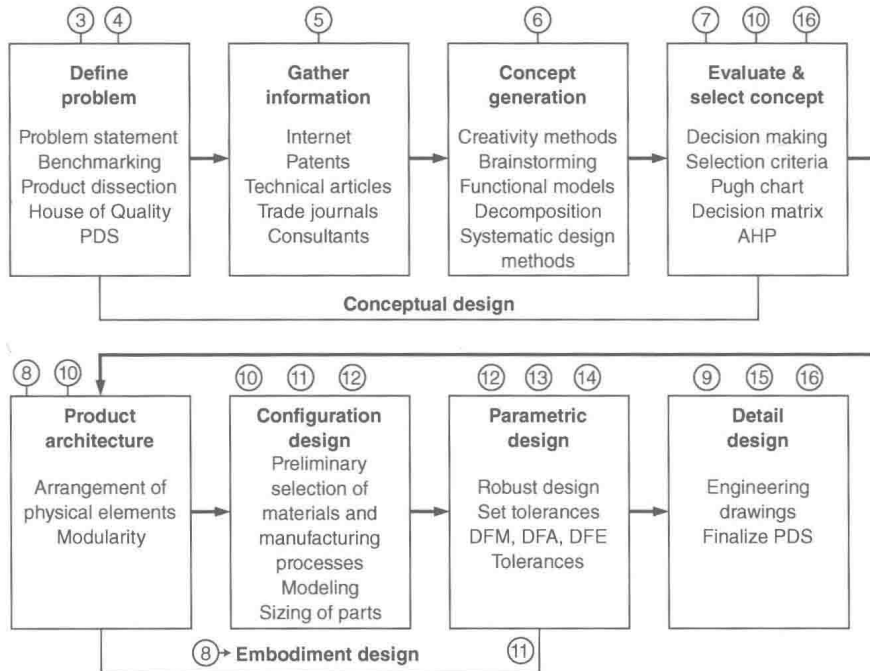 3 4
Define
problem
Problem statement
Benchmarking
Product dissection
House of Quality
PDS
5
Gather
information
Internet
Patents
Technical articles
Trade journals
Consultants
6
Concept
generation
Creativity methods
Brainstorming
Functional models
Decomposition
Systematic design
methods
7 10 16
Evaluate &
select concept
Decision making
Selection criteria
Pugh chart
Decision matrix
AHP
Conceptual design
8 10
Product
architecture
Arrangement of
physical elements
Modularity
10 11 12
Configuration
design
Preliminary
selection of
materials and
manufacturing
processes
Modeling
Sizing of parts
12 13 14
Parametric
design
Robust design
Set tolerances
DFM, DFA, DFE
Tolerances
9 15 16
Detail
design
Engineering
drawings
Finalize PDS
8 Embodiment design 11